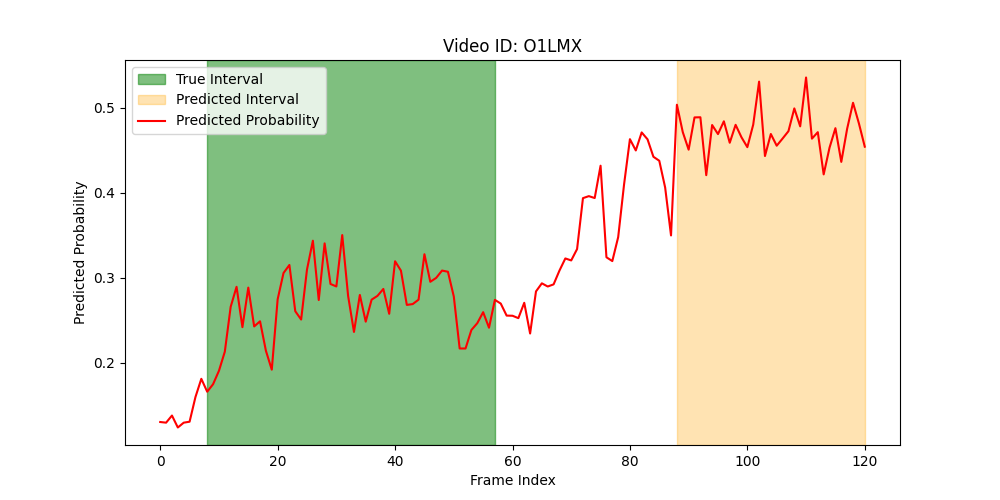 Video ID: O1LMX
True Interval
Predicted Interval
Predicted Probability
Predicted Probability
0.5
0.4
0.3
0.2
0 20 40 60 80 100 120
Frame Index